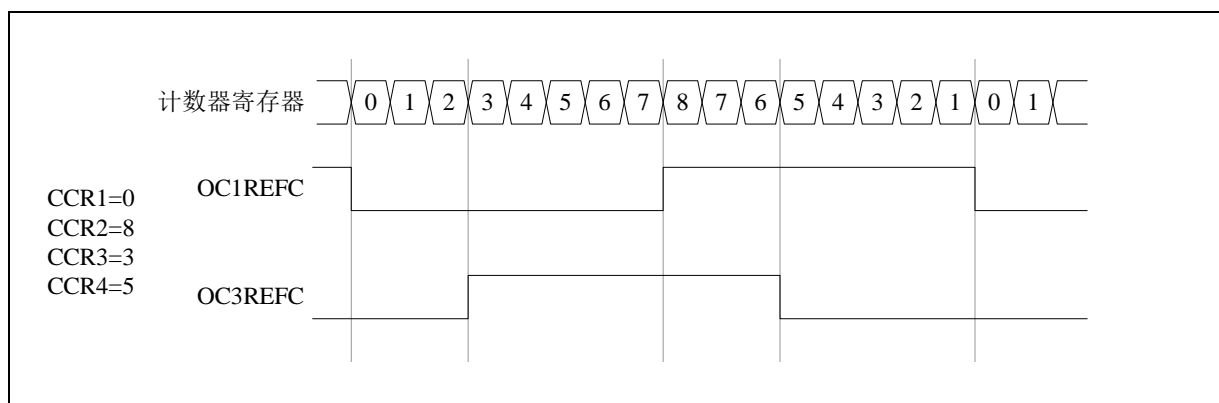 计数器寄存器 0 1 2 3 4 5 6 7 8 7 6 5 4 3 2 1 0 1
OC1REFC
CCR1=0
CCR2=8
CCR3=3
CCR4=5
OC3REFC